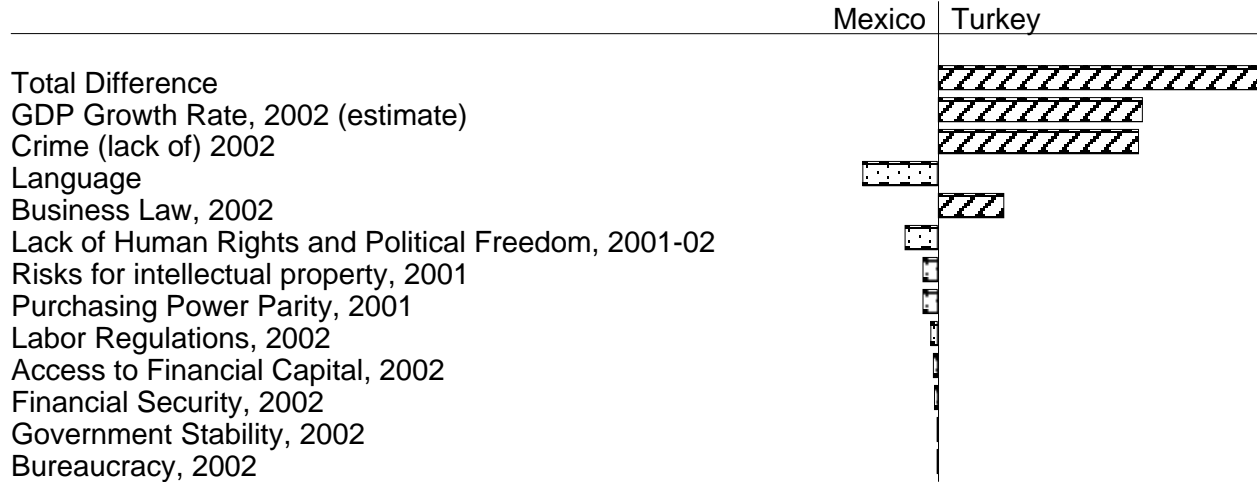 Mexico Turkey
Total Difference
GDP Growth Rate, 2002 (estimate)
Crime (lack of) 2002
Language
Business Law, 2002
Lack of Human Rights and Political Freedom, 2001-02
Risks for intellectual property, 2001
Purchasing Power Parity, 2001
Labor Regulations, 2002
Access to Financial Capital, 2002
Financial Security, 2002
Government Stability, 2002
Bureaucracy, 2002